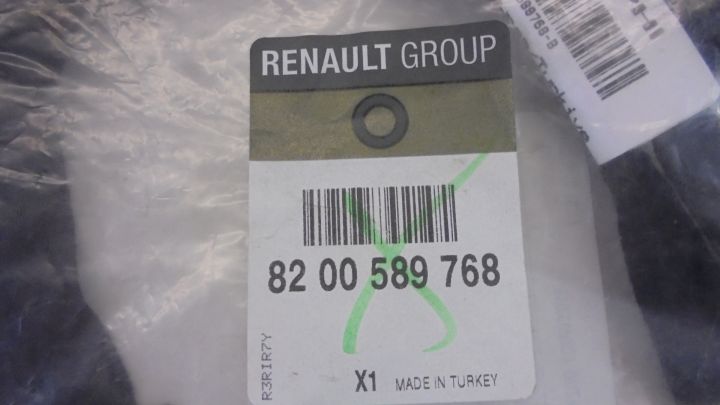 RENAULT GROUP
82 00 589 768
R3RIR7Y
X1 MADE IN TURKEY